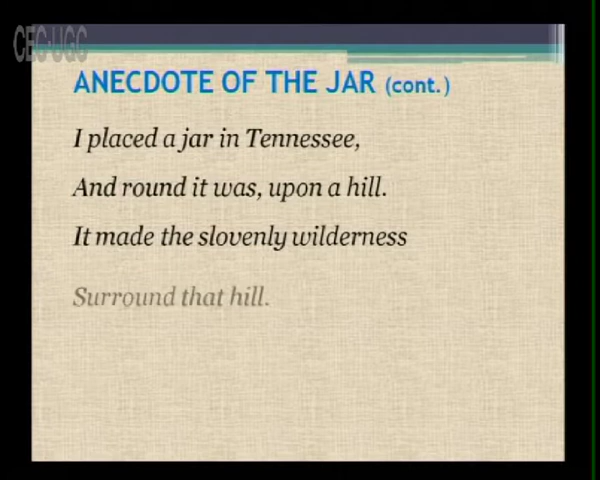 CEC-UGC
ANECDOTE OF THE JAR (cont.)
I placed a jar in Tennessee,
And round it was, upon a hill.
It made the slovenly wilderness
Surround that hill.